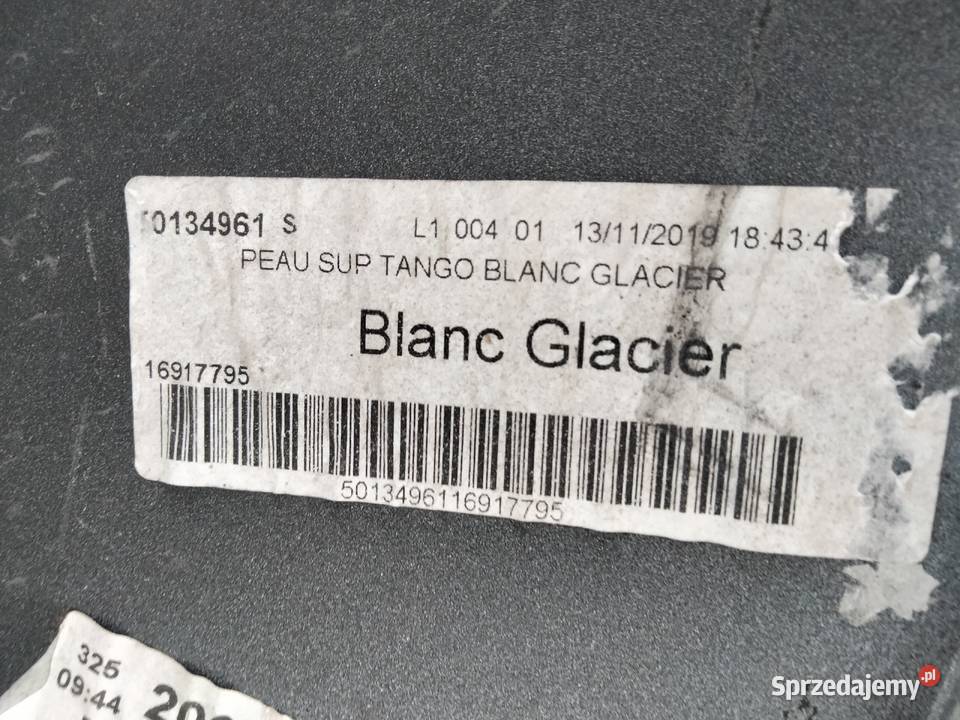 0134961 S L1 004 01 13/11/2019 18:43:4
PEAU SUP TANGO BLANC GLACIER
Blanc Glacier
16917795
5013496116917795
325
09:44
Sprzedajemy.pl